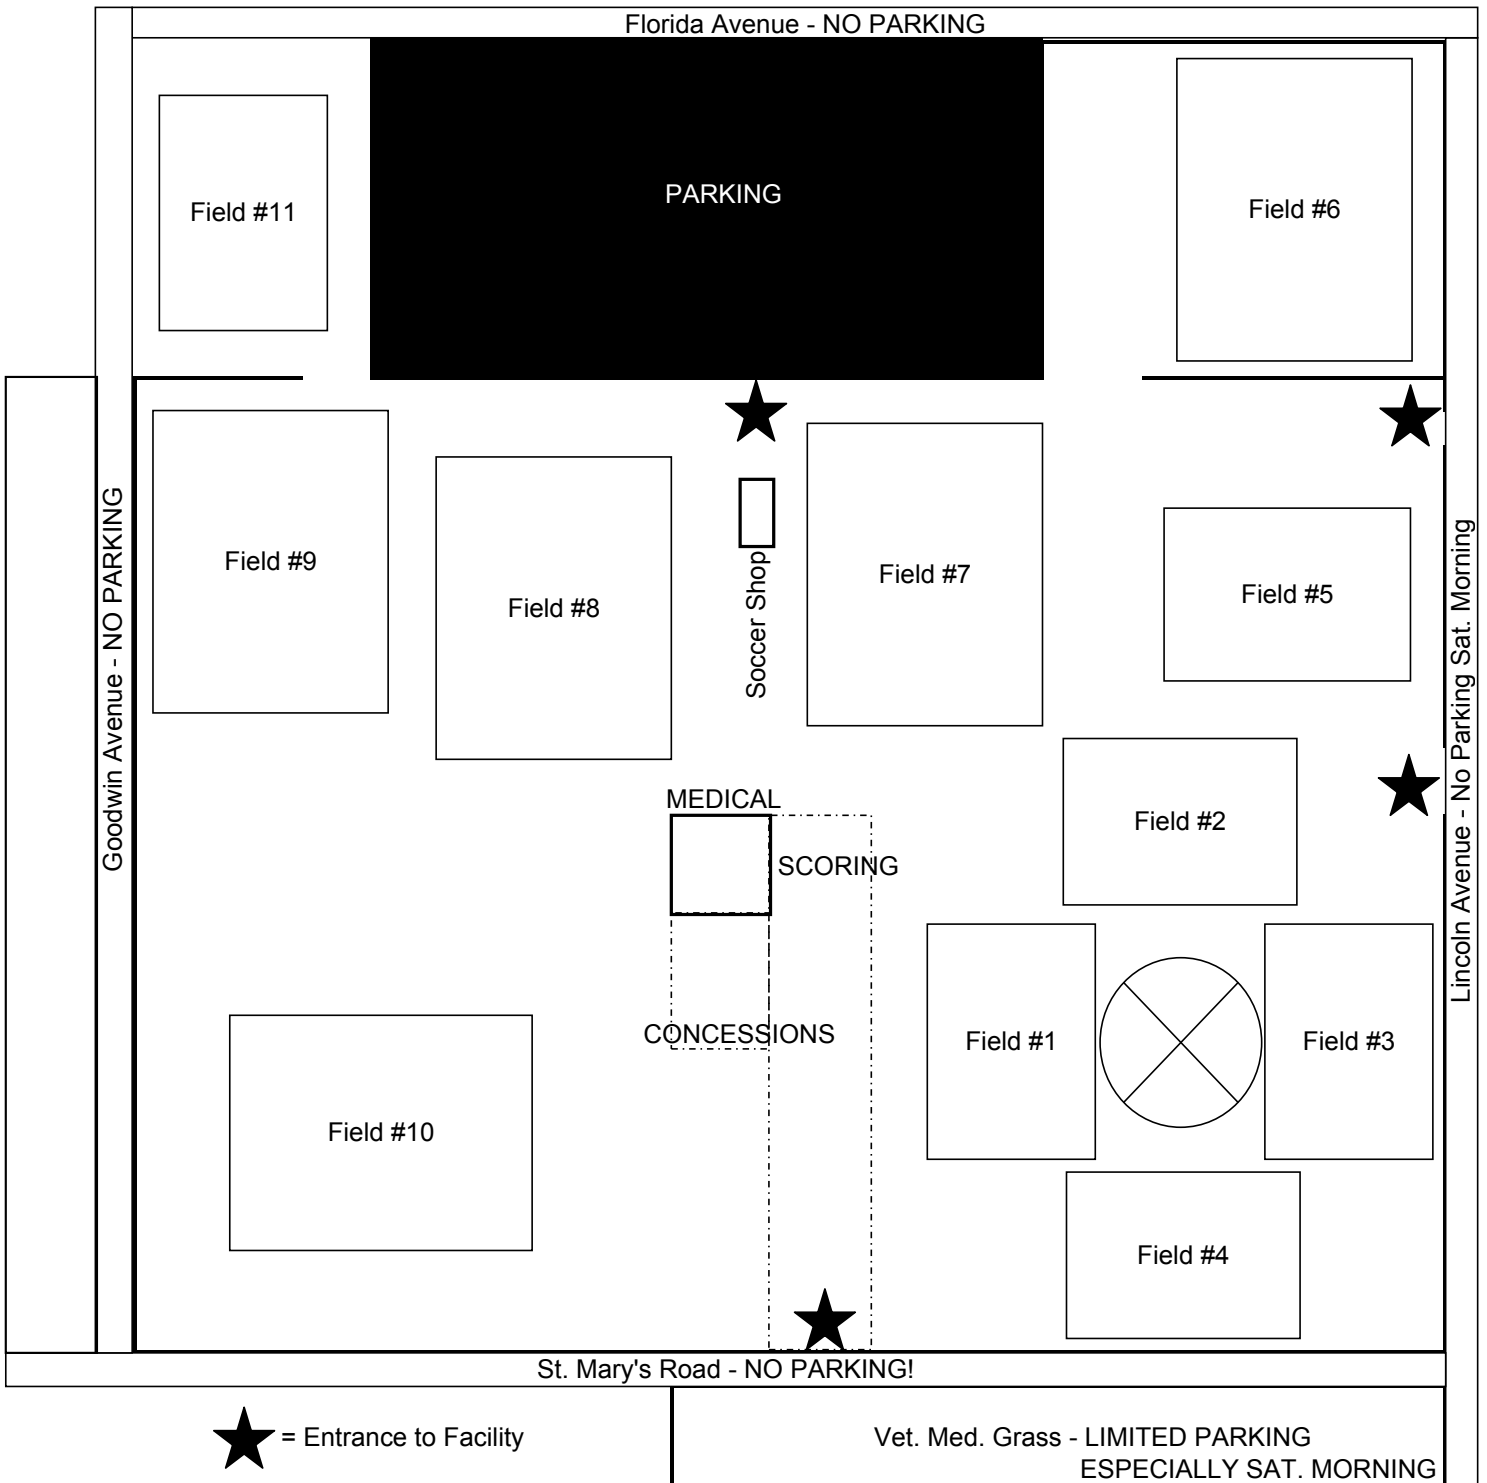 Florida Avenue - NO PARKING
PARKING
Field #11
Field #6
Field #9
Field #8
Soccer Shop
Field #7
Field #5
Goodwin Avenue - NO PARKING
Lincoln Avenue - No Parking Sat. Morning
MEDICAL
SCORING
Field #2
CONCESSIONS
Field #1
Field #3
Field #10
Field #4
St. Mary's Road - NO PARKING!
= Entrance to Facility
Vet. Med. Grass - LIMITED PARKING
ESPECIALLY SAT. MORNING